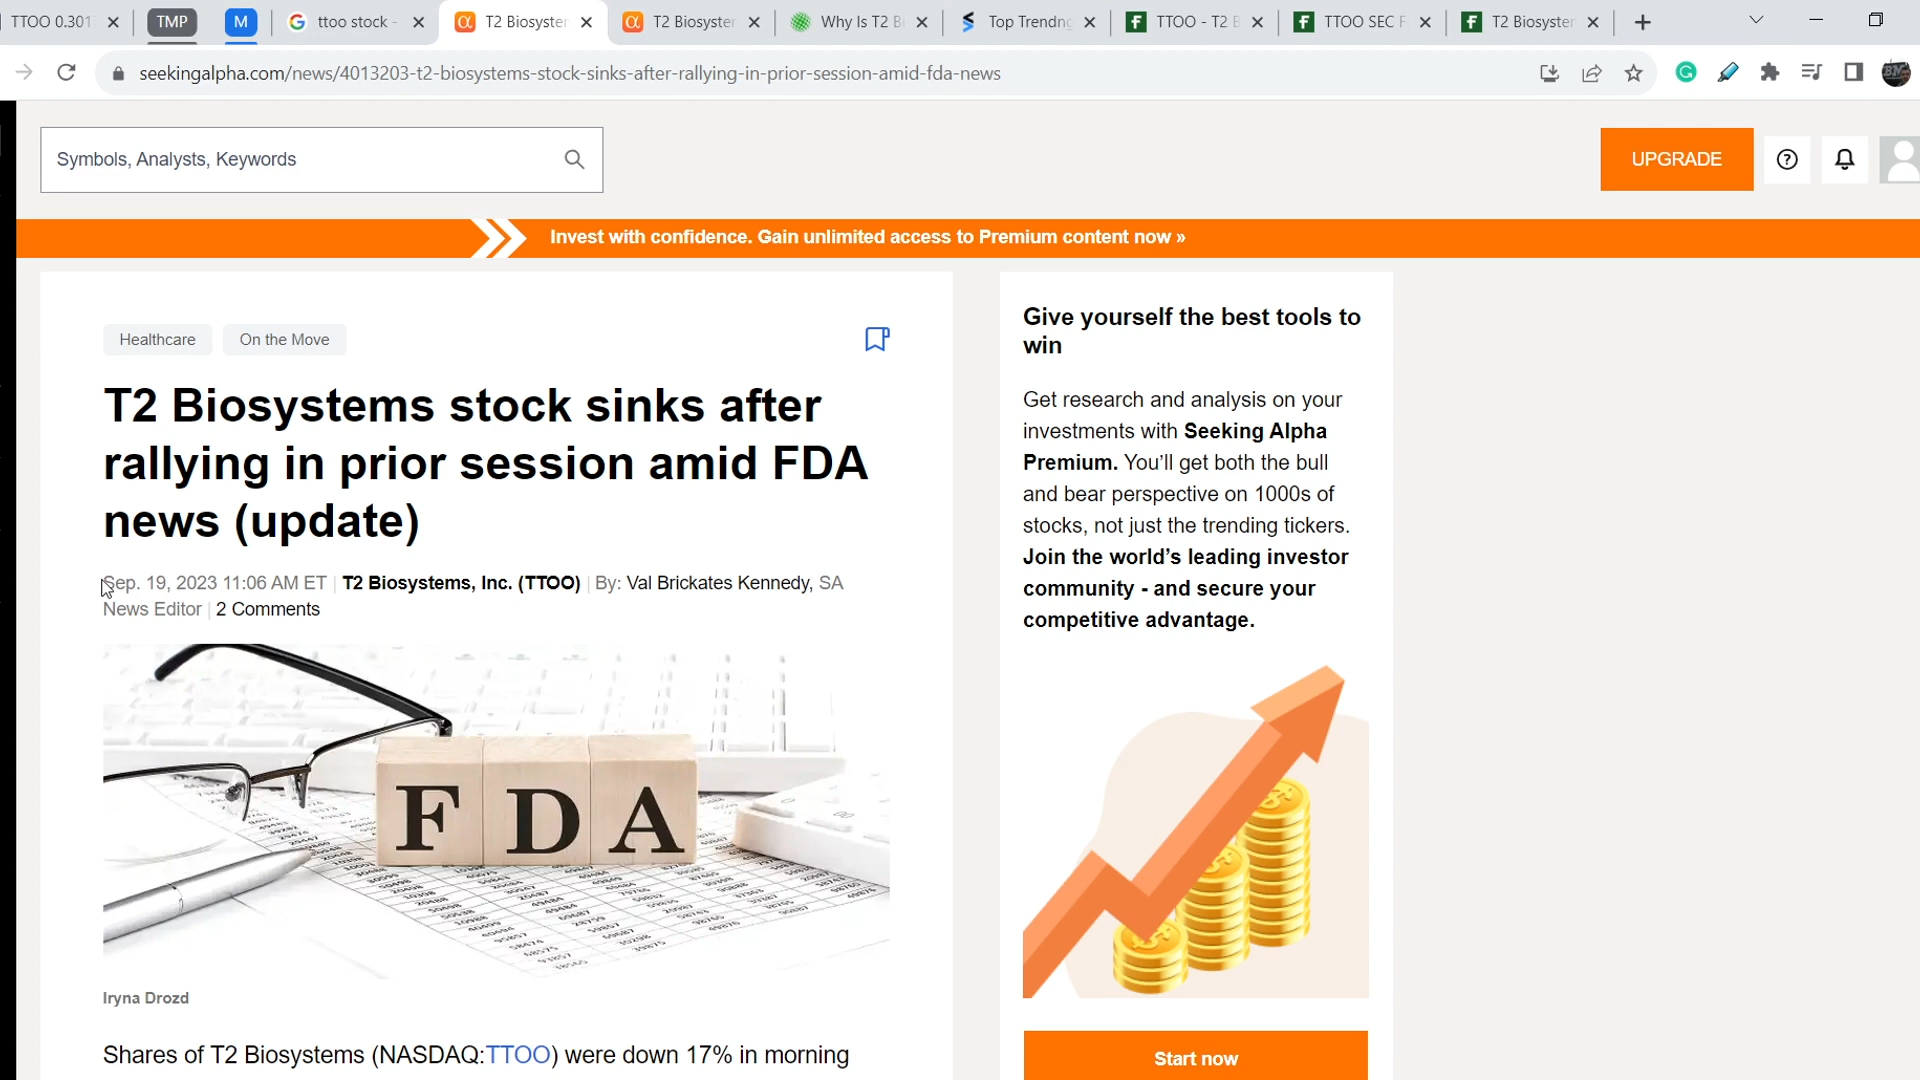 TTOO 0.301
TMP
M
ttoo stock -
T2 Biosystem
T2 Biosyster
Why Is T2 B
Top Trendng
TTOO - T2 B
TTOO SEC F
T2 Biosyster
seekingalpha.com/news/4013203-t2-biosystems-stock-sinks-after-rallying-in-prior-session-amid-fda-news
Symbols, Analysts, Keywords
UPGRADE
Invest with confidence. Gain unlimited access to Premium content now »
Healthcare
On the Move
T2 Biosystems stock sinks after
rallying in prior session amid FDA
news (update)
Sep. 19, 2023 11:06 AM ET | T2 Biosystems, Inc. (TTOO) | By: Val Brickates Kennedy, SA
News Editor | 2 Comments
F D A
Iryna Drozd
Shares of T2 Biosystems (NASDAQ:TTOO) were down 17% in morning
Give yourself the best tools to
win
Get research and analysis on your
investments with Seeking Alpha
Premium. You'll get both the bull
and bear perspective on 1000s of
stocks, not just the trending tickers.
Join the world's leading investor
community - and secure your
competitive advantage.
Start now